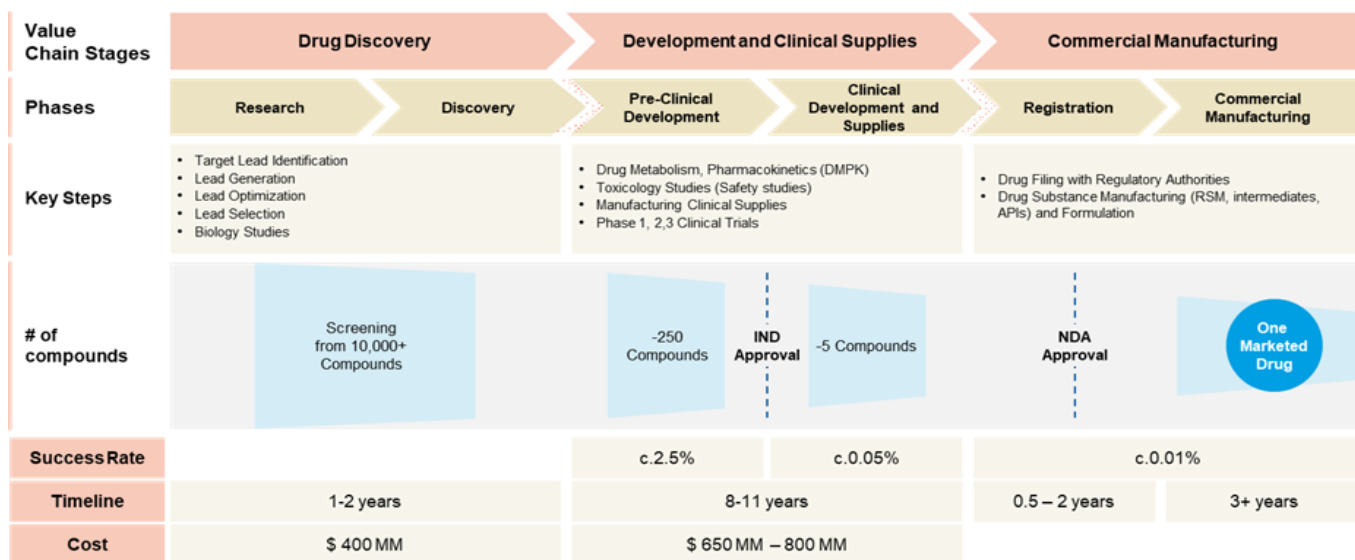 Value
Chain Stages
Drug Discovery
Development and Clinical Supplies
Commercial Manufacturing
Phases
Research
Discovery
Pre-Clinical
Development
Clinical
Development and
Supplies
Registration
Commercial
Manufacturing
Key Steps
• Target Lead Identification
• Lead Generation
• Lead Optimization
• Lead Selection
• Biology Studies
• Drug Metabolism, Pharmacokinetics (DMPK)
• Toxicology Studies (Safety studies)
• Manufacturing Clinical Supplies
• Phase 1, 2,3 Clinical Trials
• Drug Filing with Regulatory Authorities
• Drug Substance Manufacturing (RSM, intermediates,
APIs) and Formulation
# of
compounds
Screening
from 10,000+
Compounds
-250
Compounds
IND
Approval
-5 Compounds
NDA
Approval
One
Marketed
Drug
Success Rate
c.2.5%
c.0.05%
c.0.01%
Timeline
1-2 years
8-11 years
0.5 – 2 years
3+ years
Cost
$ 400 MM
$ 650 MM – 800 MM